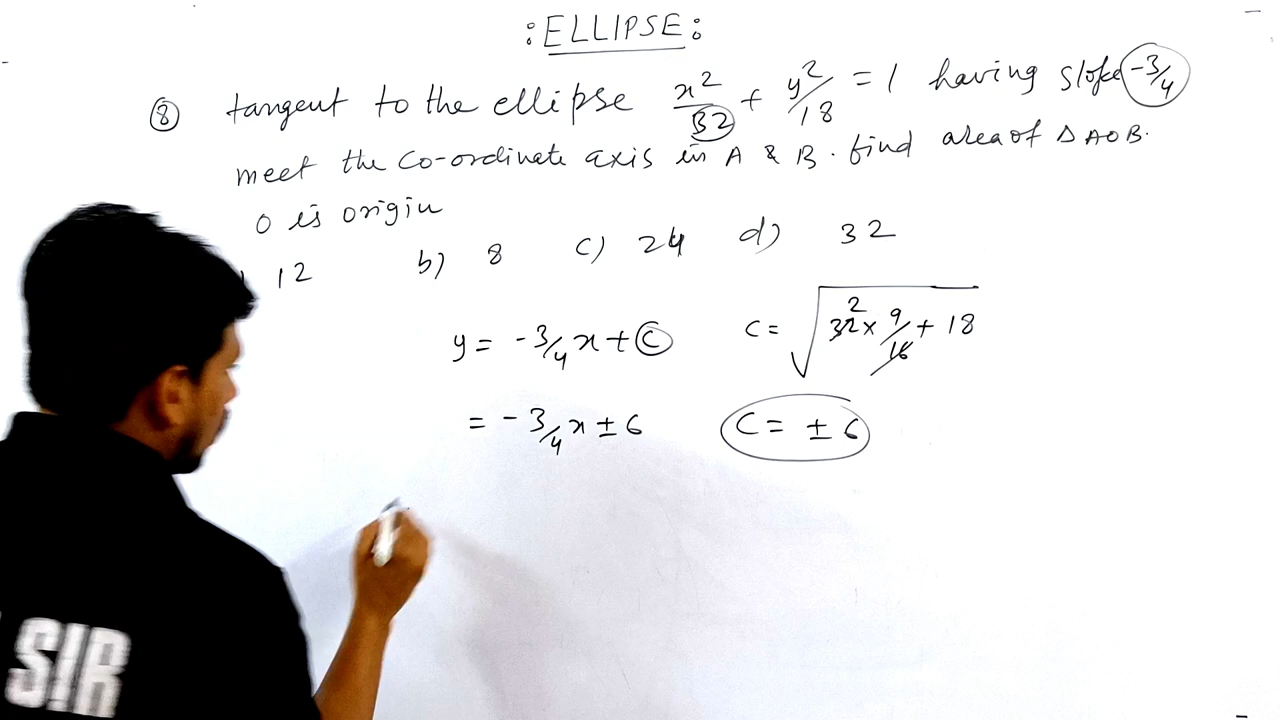 : ELLIPSE :
⑧ tangent to the ellipse x²/32 + y²/18 = 1 having slope -3/4
meet the co-ordinate axis in A & B. find area of Δ AOB.
O is origin
) 12 b) 8 c) 24 d) 32
y = -3/4 x + c c = √(32 × 9/16 + 18)
2
= -3/4 x ± 6 c = ± 6
SIR